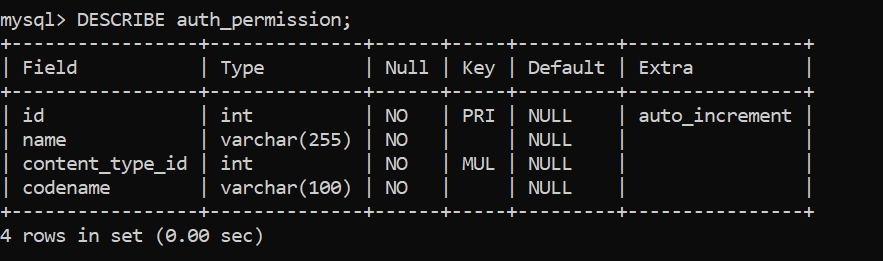 mysql> DESCRIBE auth_permission;
+-----------------+--------------+------+-----+---------+----------------+
| Field           | Type         | Null | Key | Default | Extra          |
+-----------------+--------------+------+-----+---------+----------------+
| id              | int          | NO   | PRI | NULL    | auto_increment |
| name            | varchar(255) | NO   |     | NULL    |                |
| content_type_id | int          | NO   | MUL | NULL    |                |
| codename        | varchar(100) | NO   |     | NULL    |                |
+-----------------+--------------+------+-----+---------+----------------+
4 rows in set (0.00 sec)